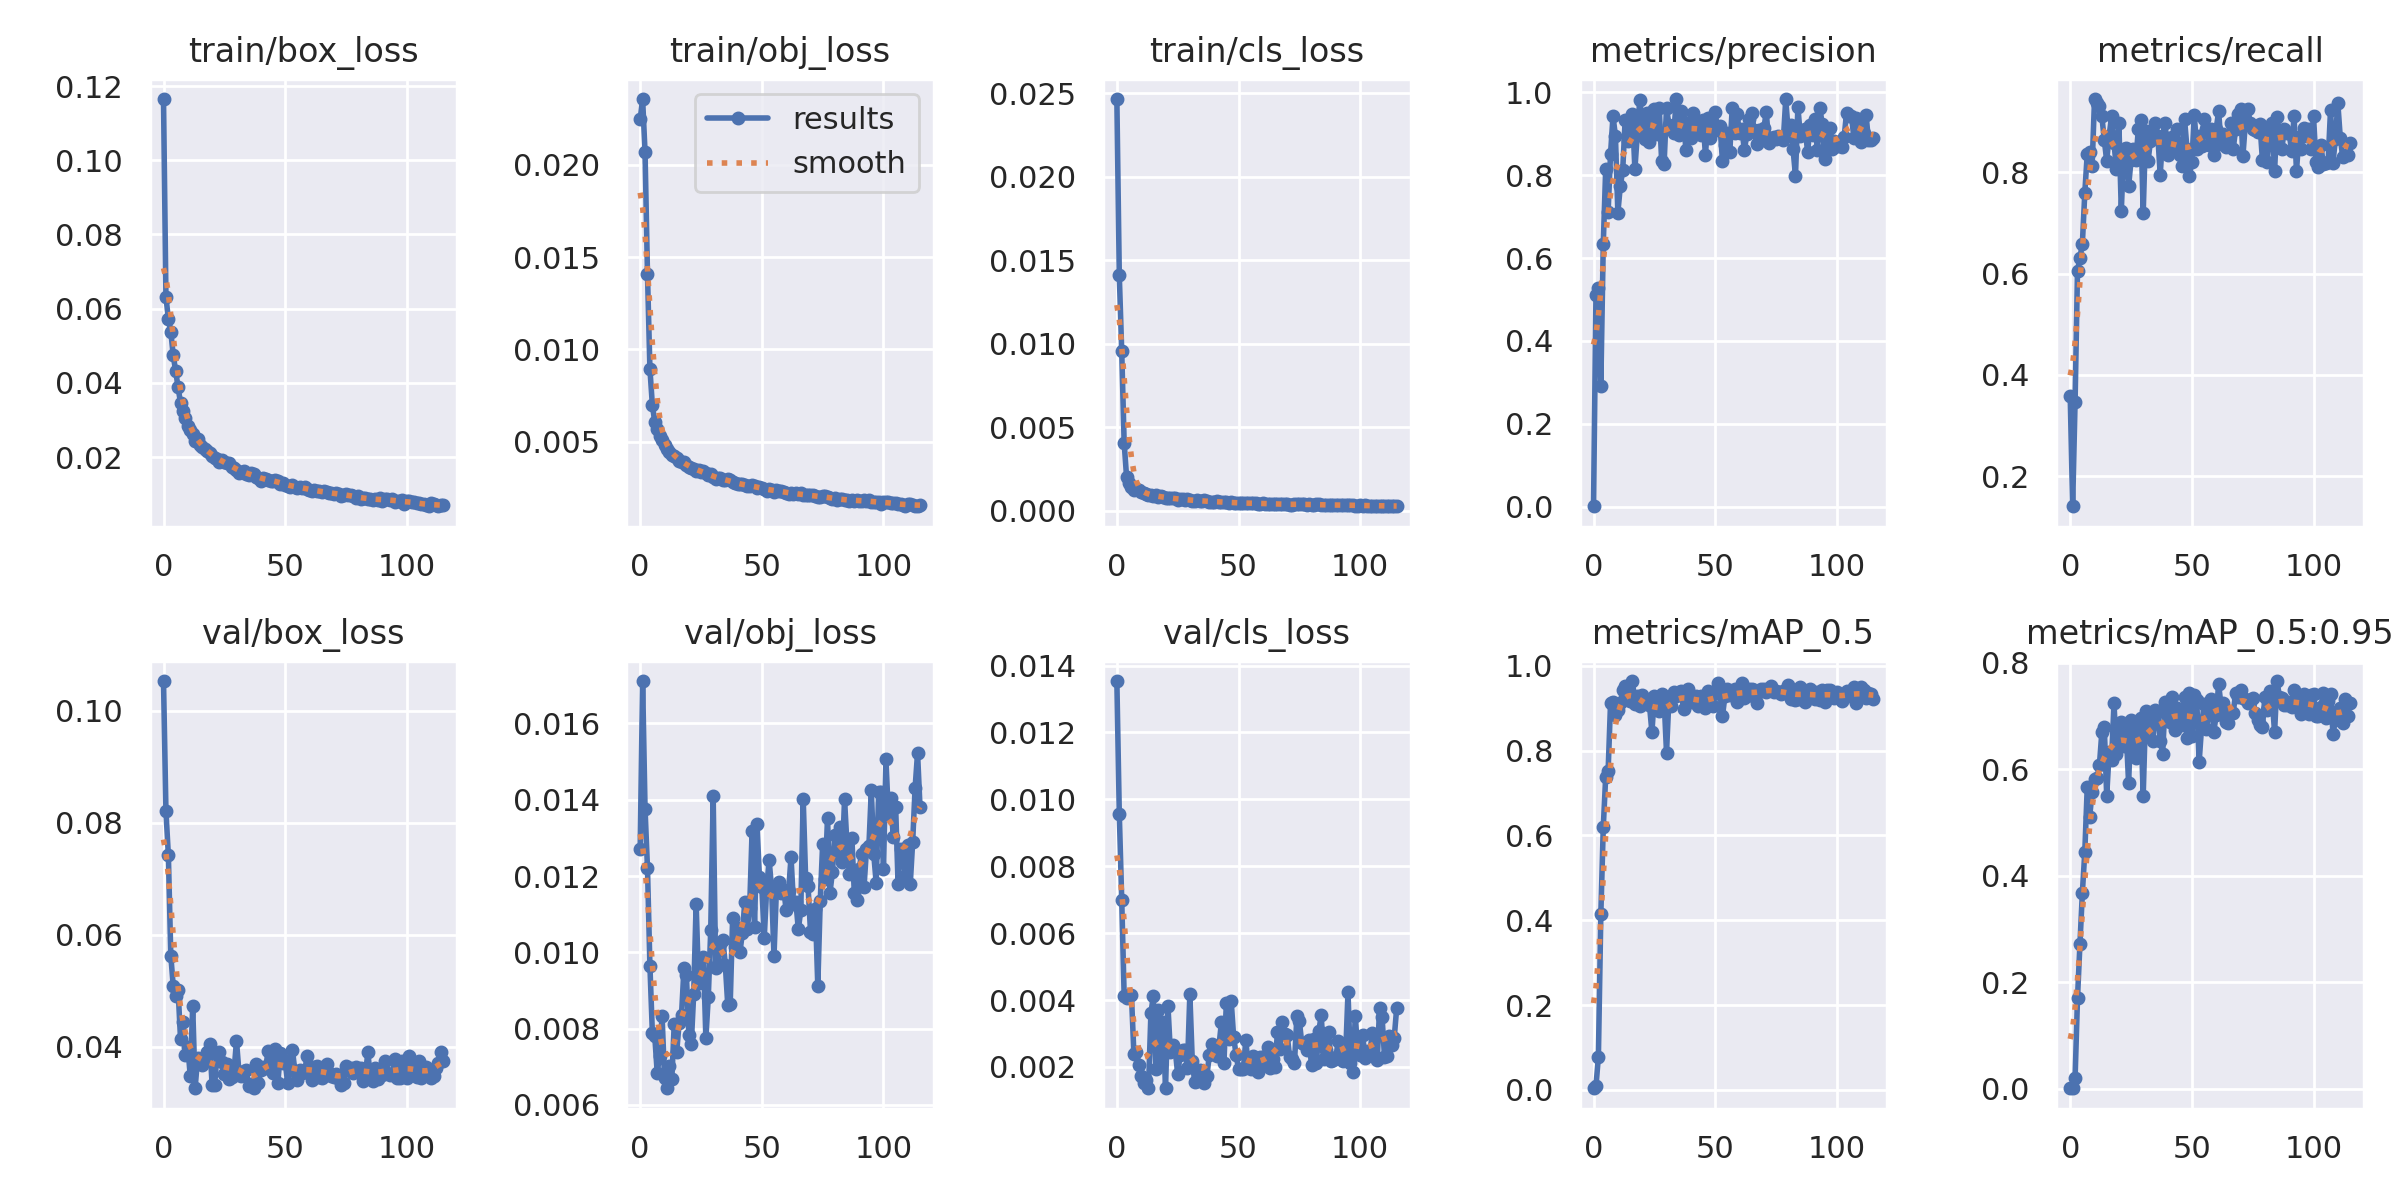 train/box_loss
0.12
0.10
0.08
0.06
0.04
0.02
0 50 100
train/obj_loss
results
smooth
0.020
0.015
0.010
0.005
0 50 100
train/cls_loss
0.025
0.020
0.015
0.010
0.005
0.000
0 50 100
metrics/precision
1.0
0.8
0.6
0.4
0.2
0.0
0 50 100
metrics/recall
0.8
0.6
0.4
0.2
0 50 100
val/box_loss
0.10
0.08
0.06
0.04
0 50 100
val/obj_loss
0.016
0.014
0.012
0.010
0.008
0.006
0 50 100
val/cls_loss
0.014
0.012
0.010
0.008
0.006
0.004
0.002
0 50 100
metrics/mAP_0.5
1.0
0.8
0.6
0.4
0.2
0.0
0 50 100
metrics/mAP_0.5:0.95
0.8
0.6
0.4
0.2
0.0
0 50 100